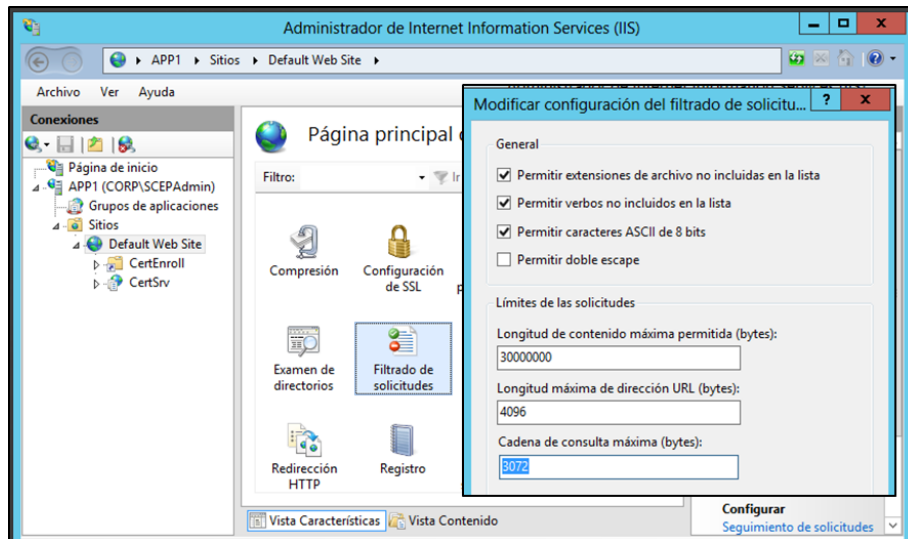 Administrador de Internet Information Services (IIS)
APP1 Sitios Default Web Site
Archivo Ver Ayuda
Conexiones
Página de inicio
APP1 (CORP\SCEPAdmin)
Grupos de aplicaciones
Sitios
Default Web Site
CertEnroll
CertSrv
Página principal
Filtro:
Ir
Compresión
Configuración
de SSL
Examen de
directorios
Filtrado de
solicitudes
Redirección
HTTP
Registro
Vista Características Vista Contenido
Modificar configuración del filtrado de solicitu...
General
Permitir extensiones de archivo no incluidas en la lista
Permitir verbos no incluidos en la lista
Permitir caracteres ASCII de 8 bits
Permitir doble escape
Límites de las solicitudes
Longitud de contenido máxima permitida (bytes):
30000000
Longitud máxima de dirección URL (bytes):
4096
Cadena de consulta máxima (bytes):
3072
Configurar
Seguimiento de solicitudes